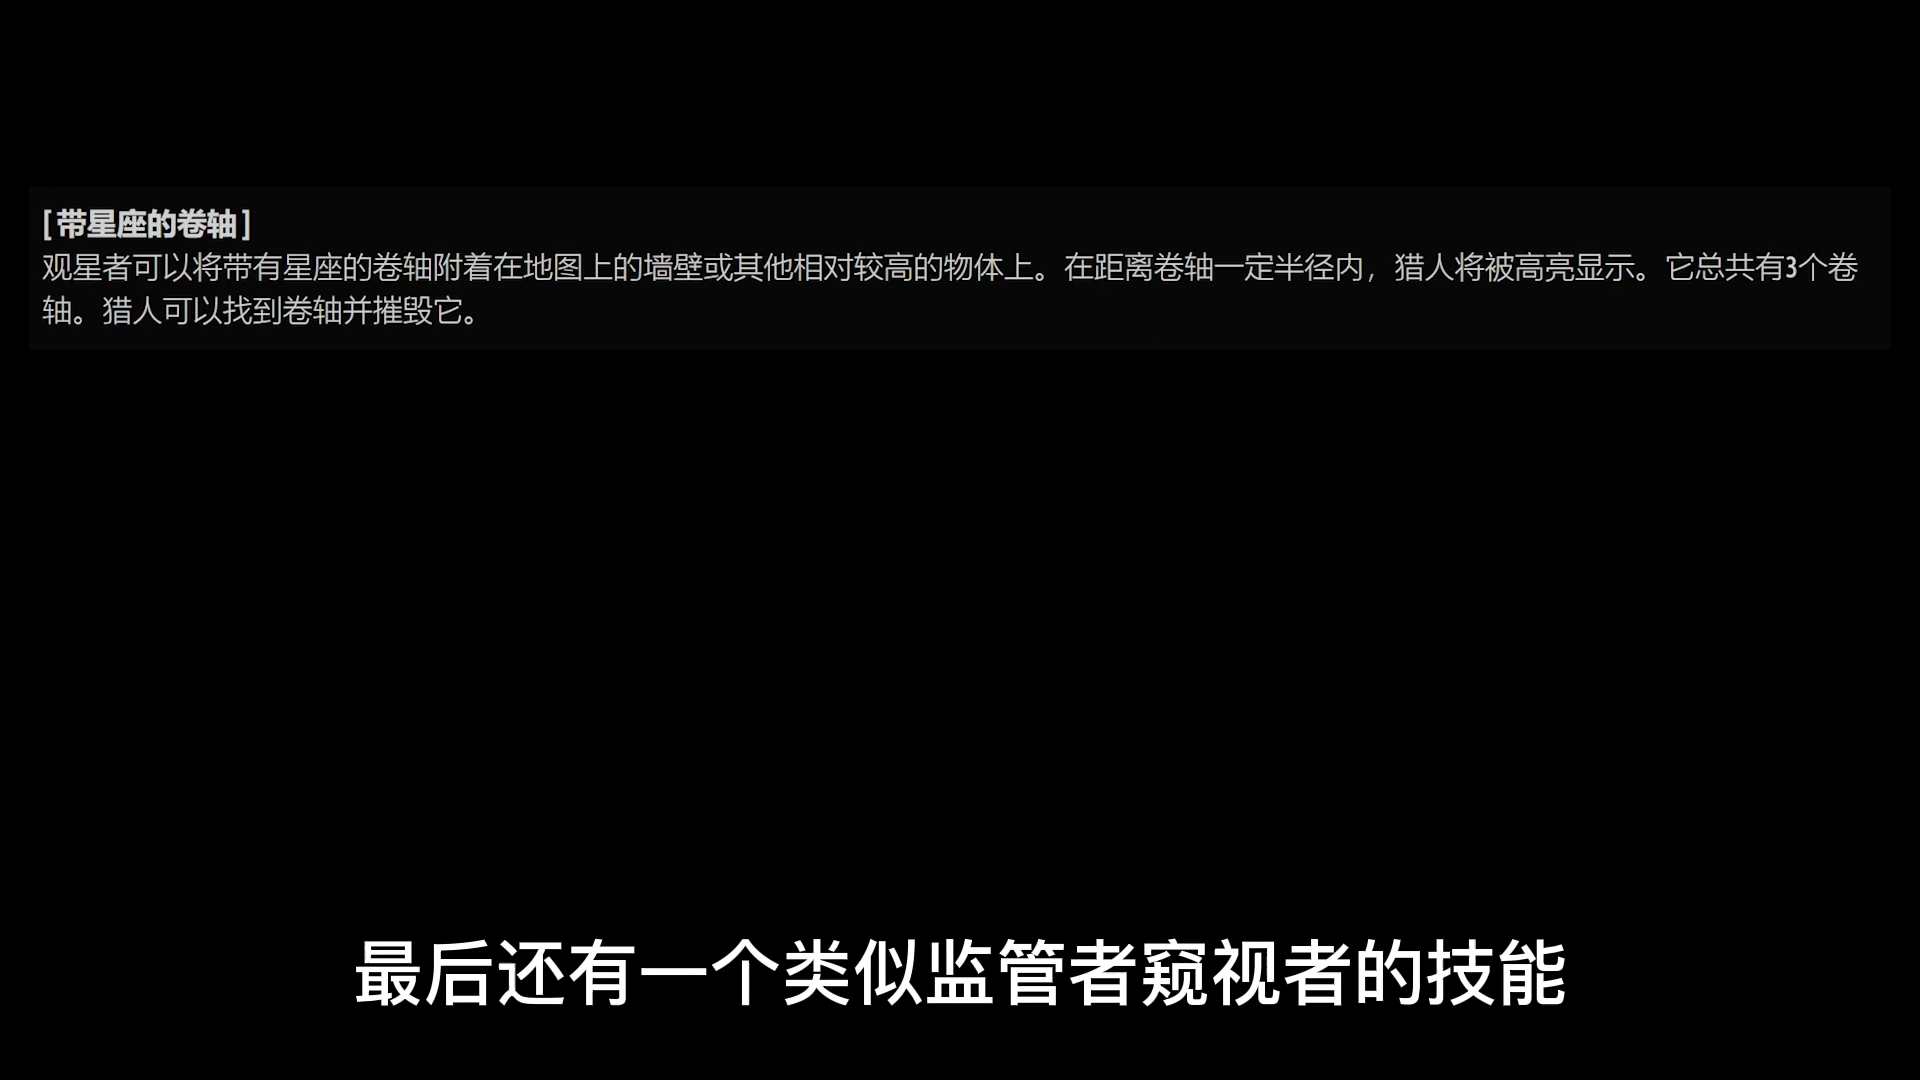 [带星座的卷轴]
观星者可以将带有星座的卷轴附着在地图上的墙壁或其他相对较高的物体上。在距离卷轴一定半径内，猎人将被高亮显示。它总共有3个卷
轴。猎人可以找到卷轴并摧毁它。
最后还有一个类似监管者窥视者的技能